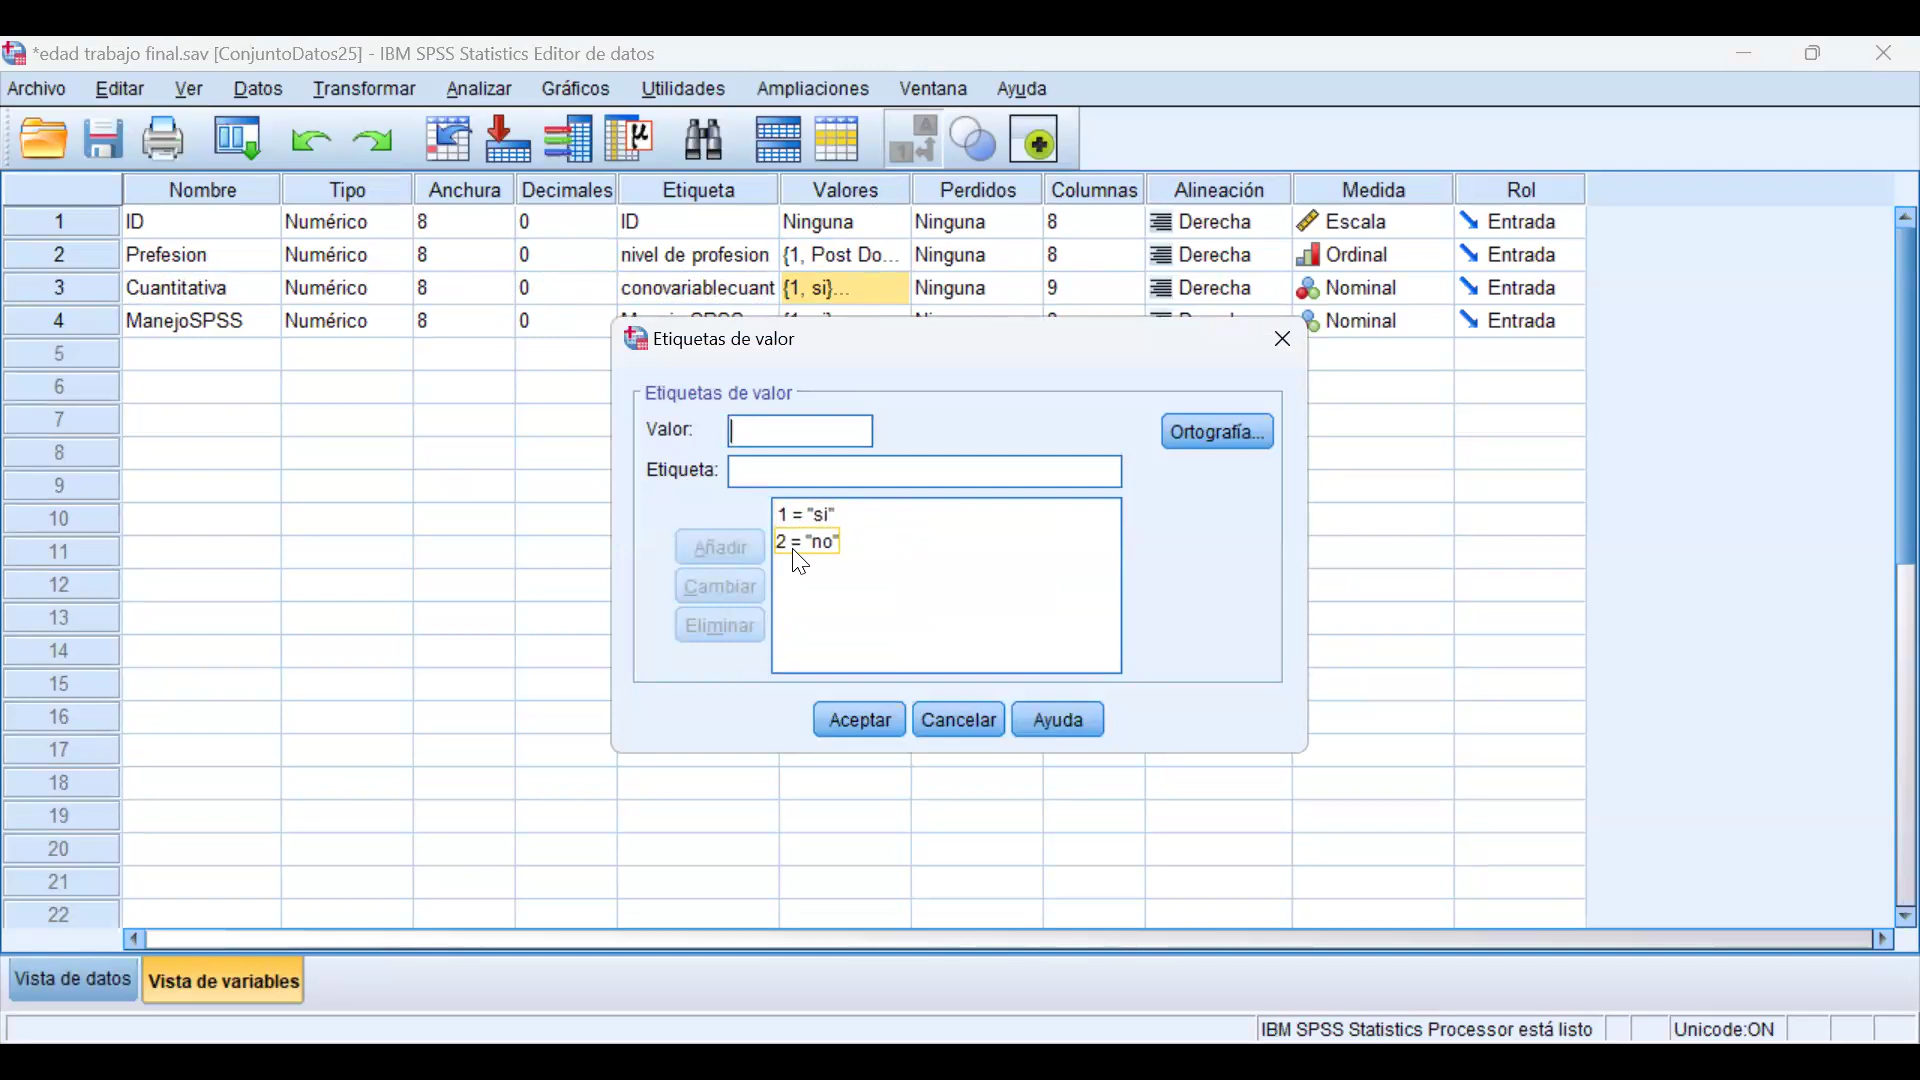 *edad trabajo final.sav [ConjuntoDatos25] - IBM SPSS Statistics Editor de datos
Archivo Editar Ver Datos Transformar Analizar Gráficos Utilidades Ampliaciones Ventana Ayuda
Nombre Tipo Anchura Decimales Etiqueta Valores Perdidos Columnas Alineación Medida Rol
1 ID Numérico 8 0 ID Ninguna Ninguna 8 Derecha Escala Entrada
2 Prefesion Numérico 8 0 nivel de profesion {1, Post Do... Ninguna 8 Derecha Ordinal Entrada
3 Cuantitativa Numérico 8 0 conovariablecuant {1, si}... Ninguna 9 Derecha Nominal Entrada
4 ManejoSPSS Numérico 8 0 Nominal Entrada
5
6
7
8
9
10
11
12
13
14
15
16
17
18
19
20
21
22
Etiquetas de valor
Etiquetas de valor
Valor:
Ortografía...
Etiqueta:
1 = "si"
2 = "no"
Añadir
Cambiar
Eliminar
Aceptar Cancelar Ayuda
Vista de datos Vista de variables
IBM SPSS Statistics Processor está listo Unicode:ON